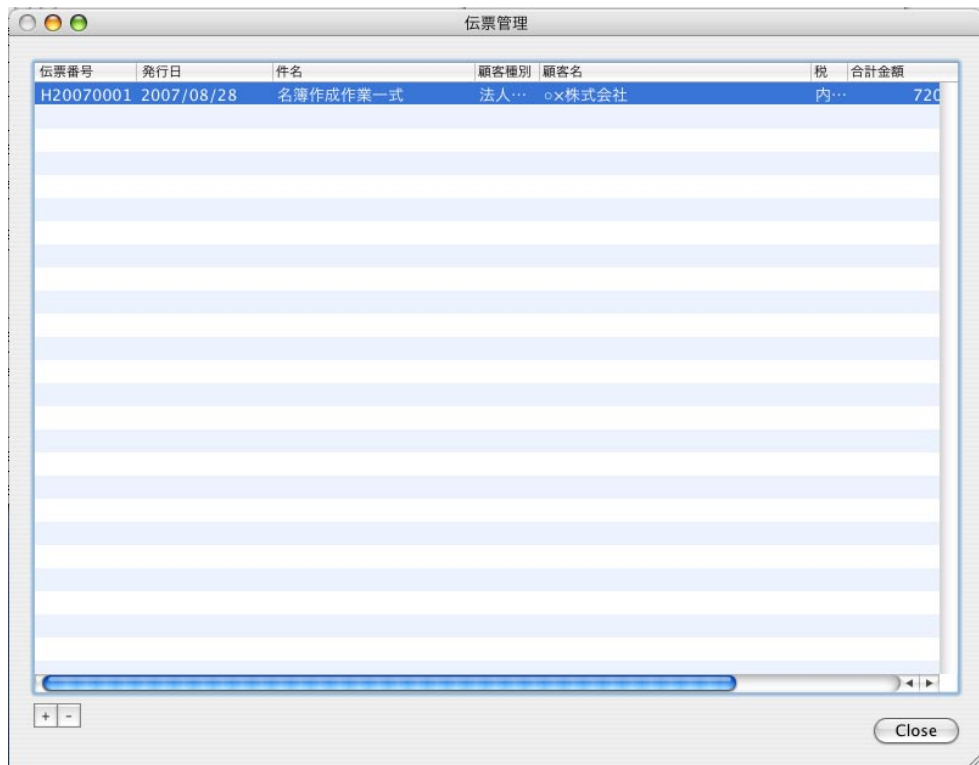 伝票管理
伝票番号 発行日 件名 顧客種別 顧客名 税 合計金額
H20070001 2007/08/28 名簿作成作業一式 法人… ○×株式会社 内… 720
+ -
Close